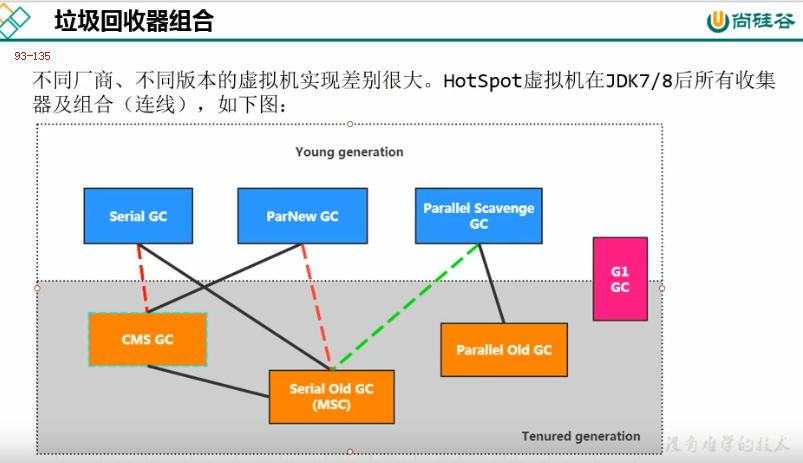 垃圾回收器组合
尚硅谷
93-135
不同厂商、不同版本的虚拟机实现差别很大。HotSpot虚拟机在JDK7/8后所有收集
器及组合（连线），如下图：
Young generation
Serial GC
ParNew GC
Parallel Scavenge
GC
G1
GC
CMS GC
Parallel Old GC
Serial Old GC
(MSC)
Tenured generation
没有难学的技术